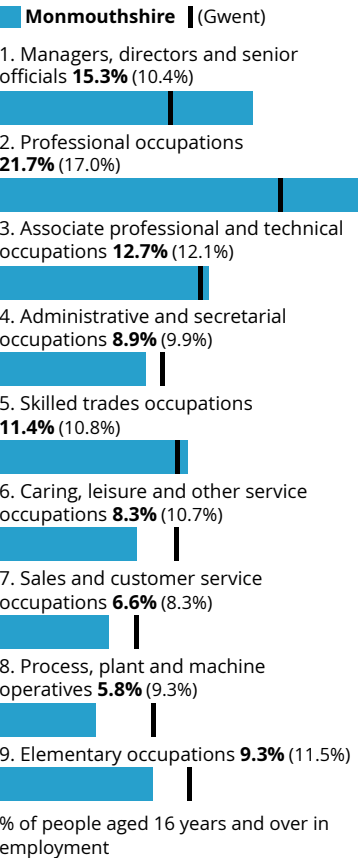 Monmouthshire (Gwent)
1. Managers, directors and senior
officials 15.3% (10.4%)
2. Professional occupations
21.7% (17.0%)
3. Associate professional and technical
occupations 12.7% (12.1%)
4. Administrative and secretarial
occupations 8.9% (9.9%)
5. Skilled trades occupations
11.4% (10.8%)
6. Caring, leisure and other service
occupations 8.3% (10.7%)
7. Sales and customer service
occupations 6.6% (8.3%)
8. Process, plant and machine
operatives 5.8% (9.3%)
9. Elementary occupations 9.3% (11.5%)
% of people aged 16 years and over in
employment